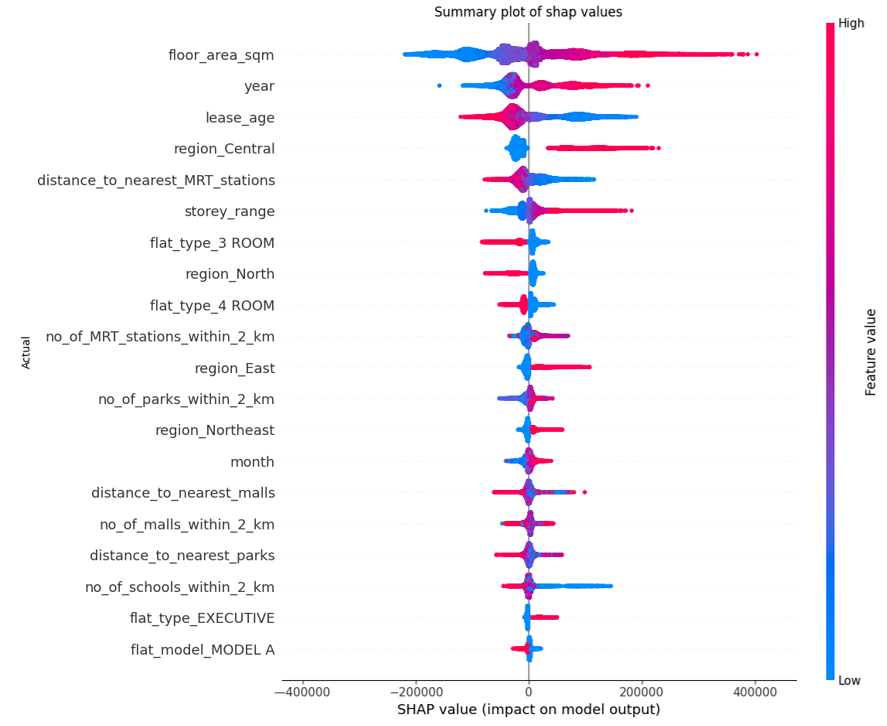 Summary plot of shap values
High
floor_area_sqm
year
lease_age
region_Central
distance_to_nearest_MRT_stations
storey_range
flat_type_3 ROOM
region_North
flat_type_4 ROOM
no_of_MRT_stations_within_2_km
region_East
no_of_parks_within_2_km
region_Northeast
month
distance_to_nearest_malls
no_of_malls_within_2_km
distance_to_nearest_parks
no_of_schools_within_2_km
flat_type_EXECUTIVE
flat_model_MODEL A
Actual
Feature value
Low
−400000 −200000 0 200000 400000
SHAP value (impact on model output)